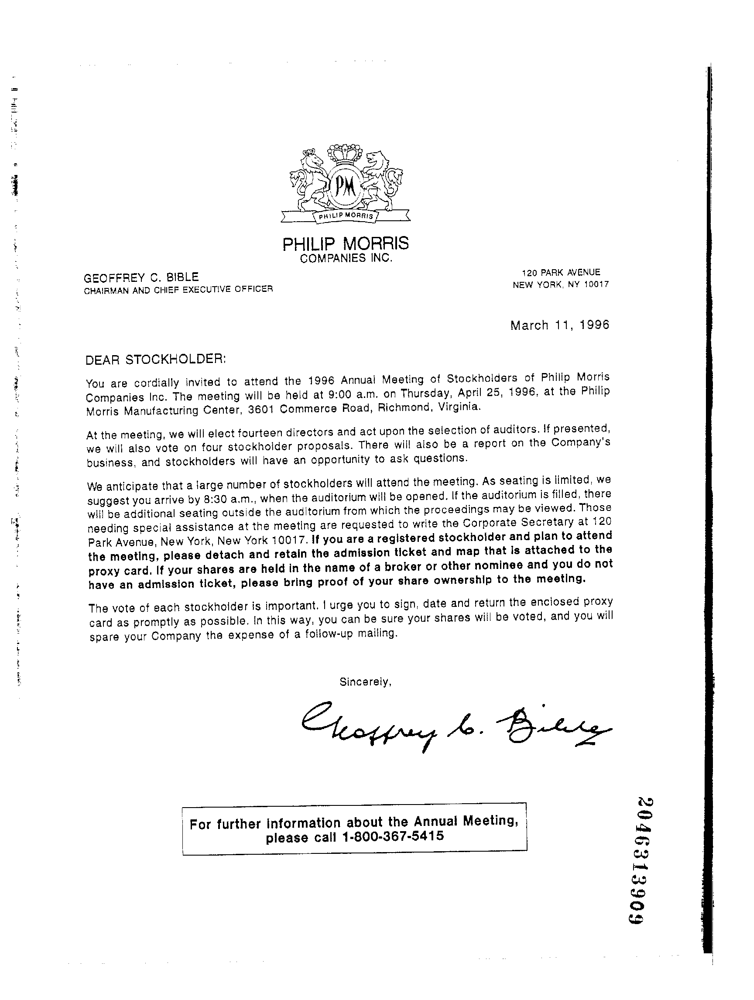 PM
PHILIP MORRIS
PHILIP MORRIS
COMPANIES INC.
GEOFFREY C. BIBLE
CHAIRMAN AND CHIEF EXECUTIVE OFFICER
120 PARK AVENUE
NEW YORK, NY 10017
March 11, 1996
DEAR STOCKHOLDER:
You are cordially invited to attend the 1996 Annual Meeting of Stockholders of Philip Morris
Companies Inc. The meeting will be held at 9:00 a.m. on Thursday, April 25, 1996, at the Philip
Morris Manufacturing Center, 3601 Commerce Road, Richmond, Virginia.
At the meeting, we will elect fourteen directors and act upon the selection of auditors. If presented,
we will also vote on four stockholder proposals. There will also be a report on the Company's
business, and stockholders will have an opportunity to ask questions.
We anticipate that a large number of stockholders will attend the meeting. As seating is limited, we
suggest you arrive by 8:30 a.m., when the auditorium will be opened. If the auditorium is filled, there
will be additional seating outside the auditorium from which the proceedings may be viewed. Those
needing special assistance at the meeting are requested to write the Corporate Secretary at 120
Park Avenue, New York, New York 10017. If you are a registered stockholder and plan to attend
the meeting, please detach and retain the admission ticket and map that is attached to the
proxy card. If your shares are held in the name of a broker or other nominee and you do not
have an admission ticket, please bring proof of your share ownership to the meeting.
The vote of each stockholder is important. I urge you to sign, date and return the enclosed proxy
card as promptly as possible. In this way, you can be sure your shares will be voted, and you will
spare your Company the expense of a follow-up mailing.
Sincerely,
Geoffrey C. Bible
For further information about the Annual Meeting,
please call 1-800-367-5415
2046313909